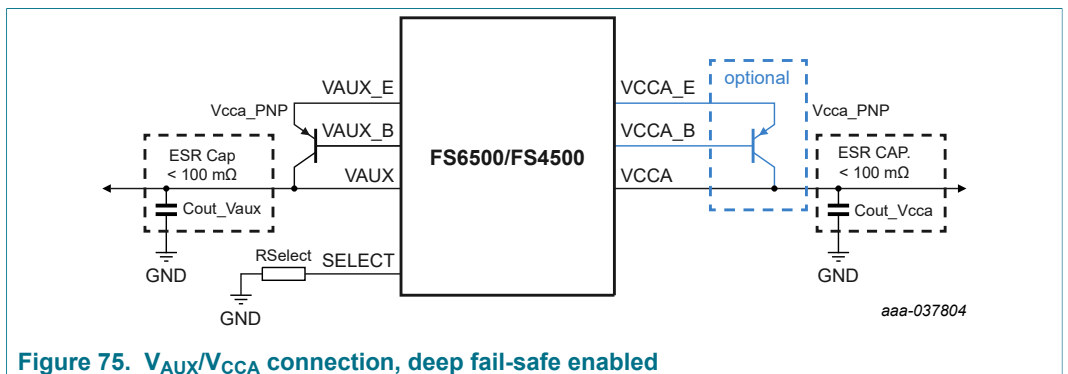 optional
VAUX_E
VCCA_E
Vcca_PNP
Vcca_PNP
VAUX_B
VCCA_B
ESR Cap
< 100 mΩ
FS6500/FS4500
ESR CAP.
< 100 mΩ
VAUX
VCCA
Cout_Vaux
Cout_Vcca
GND
RSelect
SELECT
GND
GND
aaa-037804
Figure 75. VAUX/VCCA connection, deep fail-safe enabled